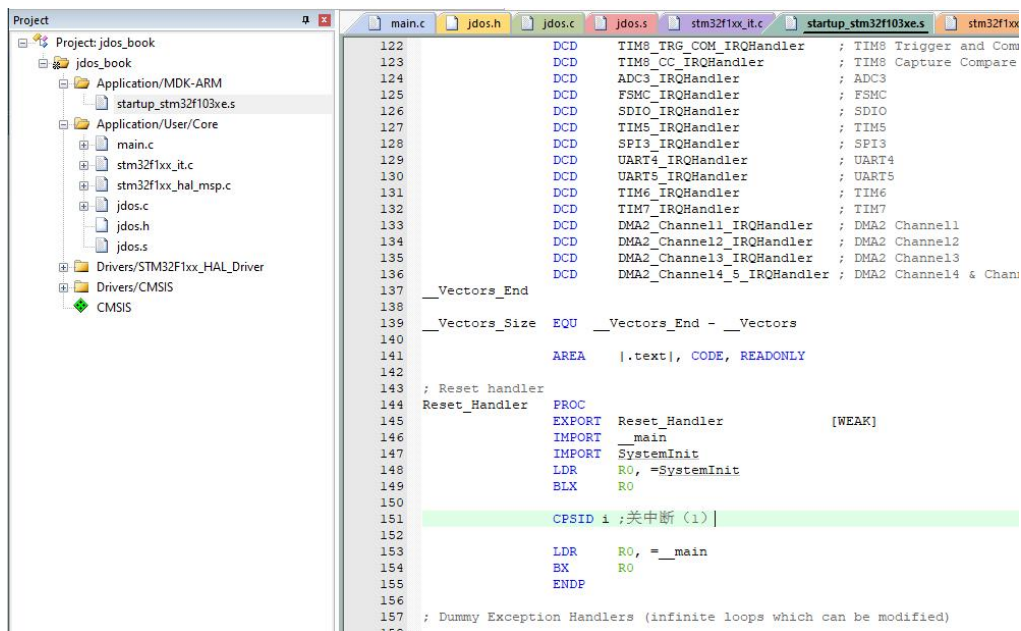 Project
Project: jdos_book
jdos_book
Application/MDK-ARM
startup_stm32f103xe.s
Application/User/Core
main.c
stm32f1xx_it.c
stm32f1xx_hal_msp.c
jdos.c
jdos.h
jdos.s
Drivers/STM32F1xx_HAL_Driver
Drivers/CMSIS
CMSIS
main.c jdos.h jdos.c jdos.s stm32f1xx_it.c startup_stm32f103xe.s stm32f1xx
122 DCD TIM8_TRG_COM_IRQHandler ; TIM8 Trigger and Com
123 DCD TIM8_CC_IRQHandler ; TIM8 Capture Compare
124 DCD ADC3_IRQHandler ; ADC3
125 DCD FSMC_IRQHandler ; FSMC
126 DCD SDIO_IRQHandler ; SDIO
127 DCD TIM5_IRQHandler ; TIM5
128 DCD SPI3_IRQHandler ; SPI3
129 DCD UART4_IRQHandler ; UART4
130 DCD UART5_IRQHandler ; UART5
131 DCD TIM6_IRQHandler ; TIM6
132 DCD TIM7_IRQHandler ; TIM7
133 DCD DMA2_Channel1_IRQHandler ; DMA2 Channel1
134 DCD DMA2_Channel2_IRQHandler ; DMA2 Channel2
135 DCD DMA2_Channel3_IRQHandler ; DMA2 Channel3
136 DCD DMA2_Channel4_5_IRQHandler ; DMA2 Channel4 & Chan
137 __Vectors_End
138
139 __Vectors_Size EQU __Vectors_End - __Vectors
140
141 AREA |.text|, CODE, READONLY
142
143 ; Reset handler
144 Reset_Handler PROC
145 EXPORT Reset_Handler [WEAK]
146 IMPORT __main
147 IMPORT SystemInit
148 LDR R0, =SystemInit
149 BLX R0
150
151 CPSID i ;关中断（1）
152
153 LDR R0, =__main
154 BX R0
155 ENDP
156
157 ; Dummy Exception Handlers (infinite loops which can be modified)